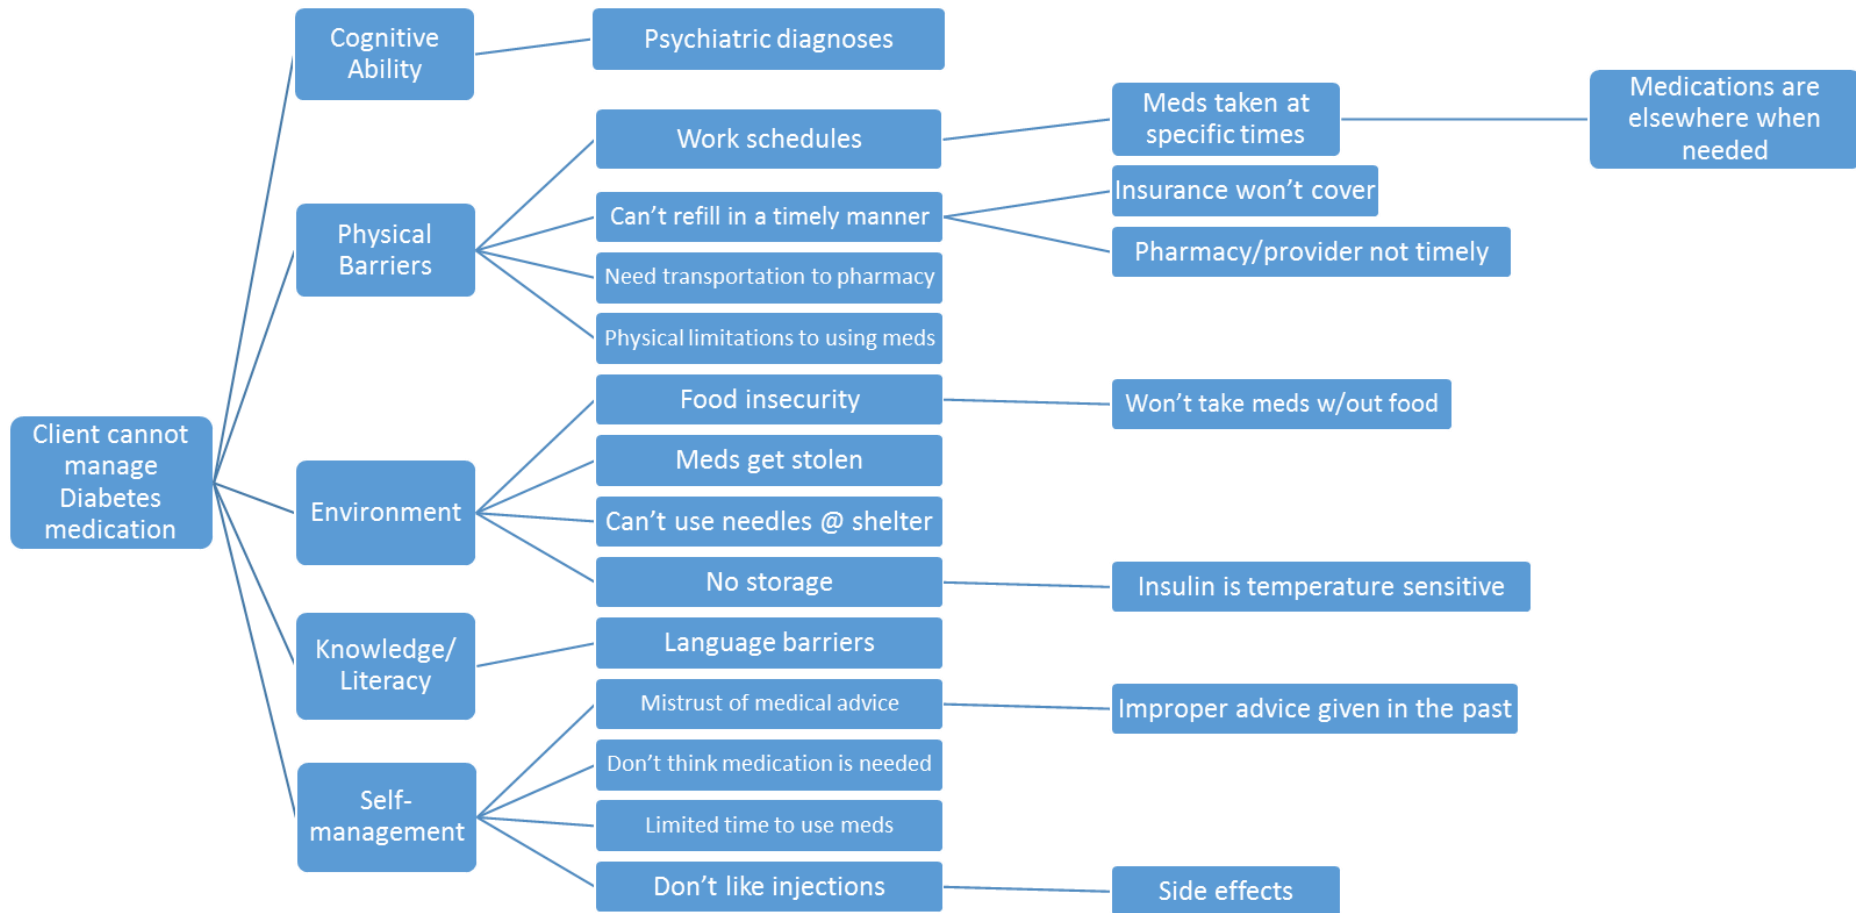 Cognitive
Ability
Psychiatric diagnoses
Work schedules
Meds taken at
specific times
Medications are
elsewhere when
needed
Physical
Barriers
Can’t refill in a timely manner
Insurance won’t cover
Pharmacy/provider not timely
Need transportation to pharmacy
Physical limitations to using meds
Client cannot
manage
Diabetes
medication
Environment
Food insecurity
Won’t take meds w/out food
Meds get stolen
Can’t use needles @ shelter
No storage
Insulin is temperature sensitive
Knowledge/
Literacy
Language barriers
Self-
management
Mistrust of medical advice
Improper advice given in the past
Don’t think medication is needed
Limited time to use meds
Don’t like injections
Side effects